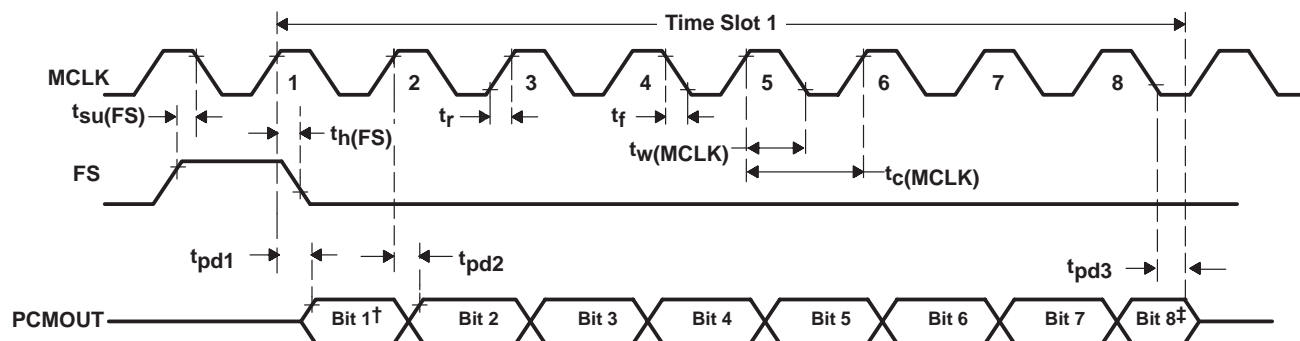 Time Slot 1
MCLK
1
2
3
4
5
6
7
8
tsu(FS)
th(FS)
tr
tf
tw(MCLK)
tc(MCLK)
FS
tpd1
tpd2
tpd3
PCMOUT
Bit 1†
Bit 2
Bit 3
Bit 4
Bit 5
Bit 6
Bit 7
Bit 8‡